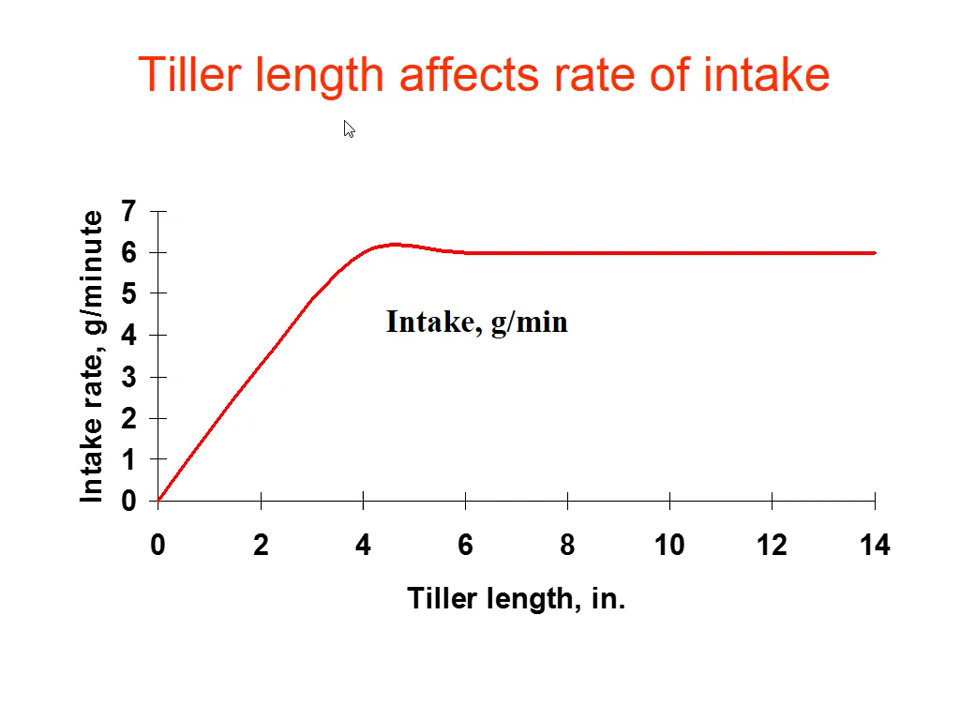 Tiller length affects rate of intake
Intake rate, g/minute
7
6
5
4
3
2
1
0
Intake, g/min
0 2 4 6 8 10 12 14
Tiller length, in.